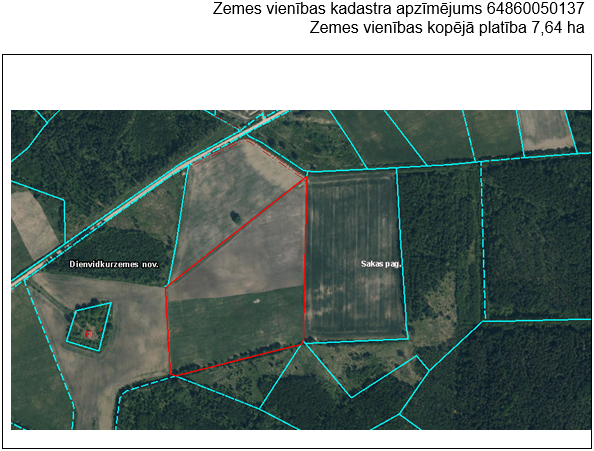 Zemes vienības kadastra apzīmējums 64860050137
Zemes vienības kopējā platība 7,64 ha
Dienvidkurzemes nov.
Sakas pag.